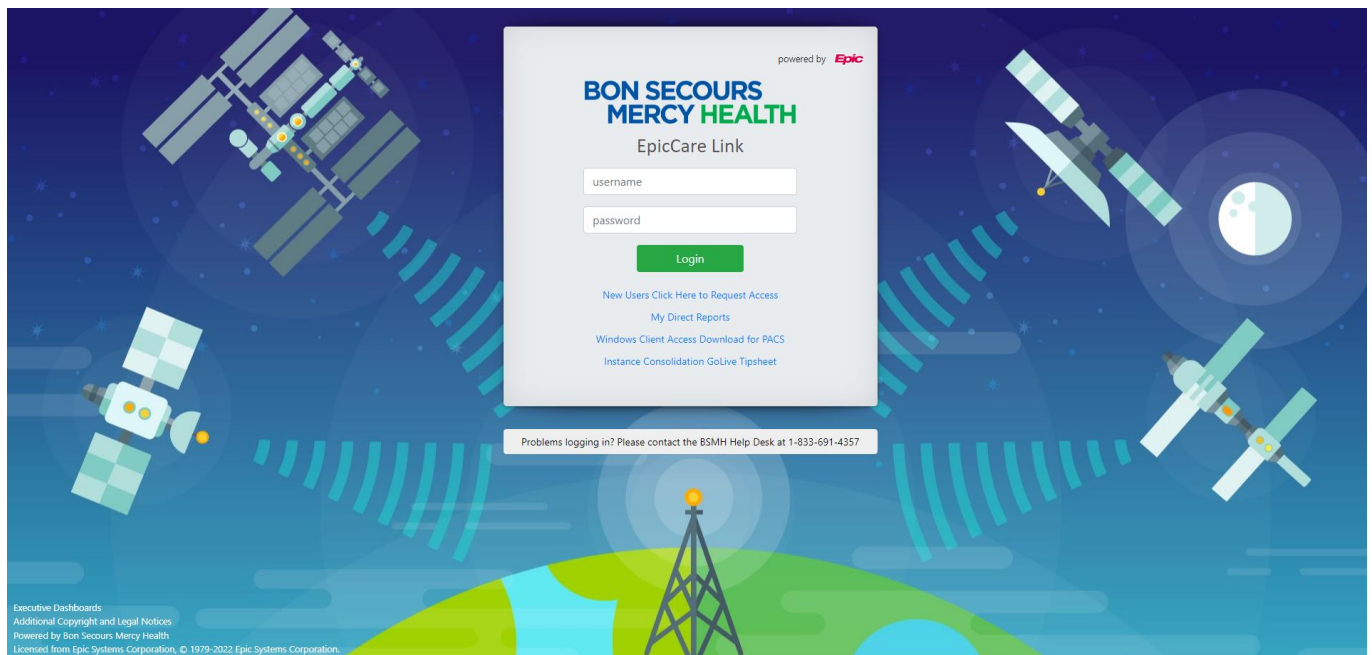 powered by Epic
BON SECOURS
MERCY HEALTH
EpicCare Link
username
password
Login
New Users Click Here to Request Access
My Direct Reports
Windows Client Access Download for PACS
Instance Consolidation GoLive Tipsheet
Problems logging in? Please contact the BSMH Help Desk at 1-833-691-4357
Executive Dashboards
Additional Copyright and Legal Notices
Powered by Bon Secours Mercy Health
Licensed from Epic Systems Corporation, © 1979-2022 Epic Systems Corporation.